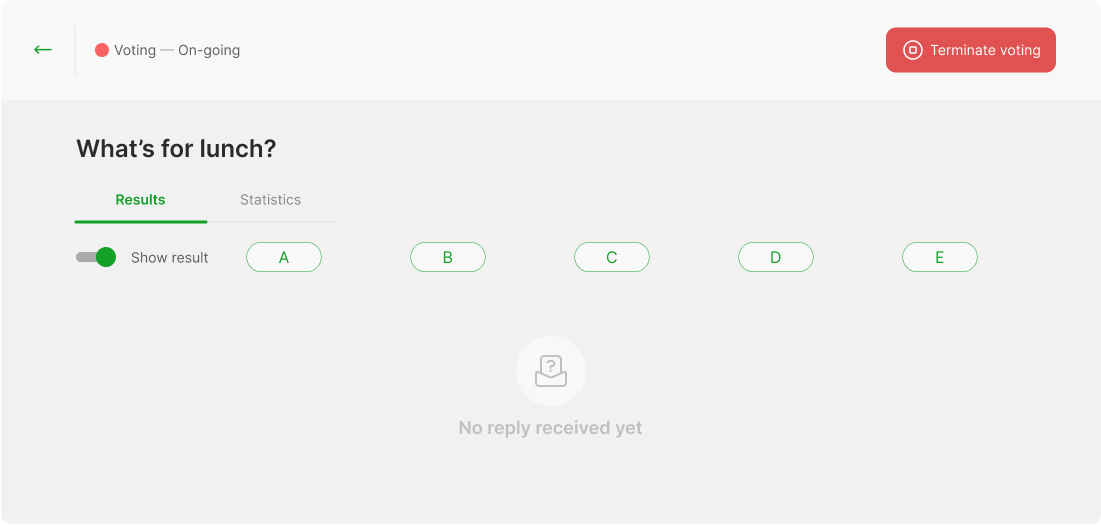 Voting — On-going
Terminate voting
What’s for lunch?
Results Statistics
Show result A B C D E
?
No reply received yet